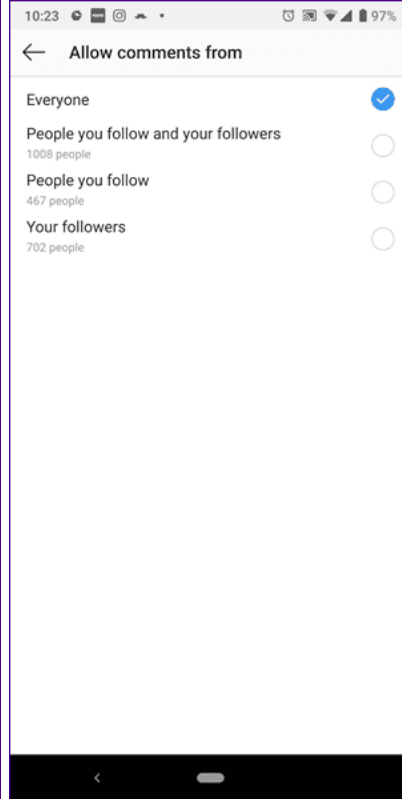 10:23
97%
Allow comments from
Everyone
People you follow and your followers
1008 people
People you follow
467 people
Your followers
702 people